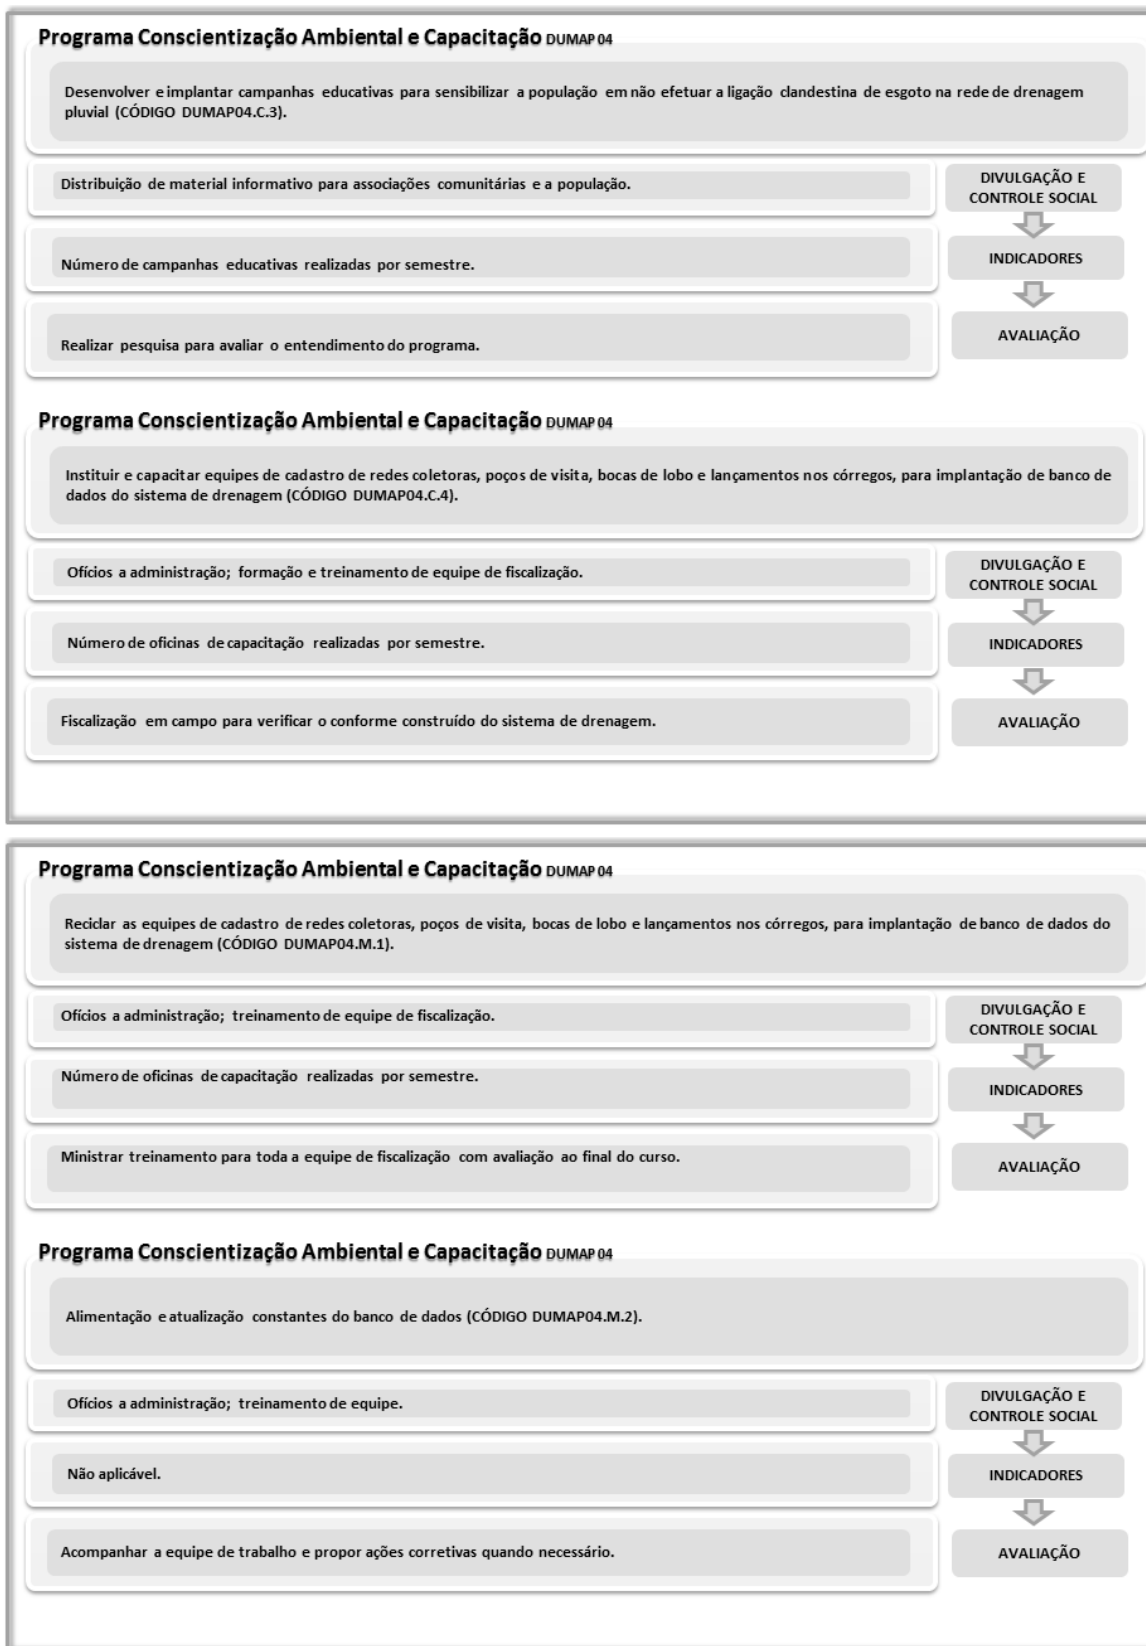 Programa Conscientização Ambiental e Capacitação DUMAP 04
Desenvolver e implantar campanhas educativas para sensibilizar a população em não efetuar a ligação clandestina de esgoto na rede de drenagem
pluvial (CÓDIGO DUMAP04.C.3).
Distribuição de material informativo para associações comunitárias e a população.
DIVULGAÇÃO E
CONTROLE SOCIAL
Número de campanhas educativas realizadas por semestre.
INDICADORES
Realizar pesquisa para avaliar o entendimento do programa.
AVALIAÇÃO
Programa Conscientização Ambiental e Capacitação DUMAP 04
Instituir e capacitar equipes de cadastro de redes coletoras, poços de visita, bocas de lobo e lançamentos nos córregos, para implantação de banco de
dados do sistema de drenagem (CÓDIGO DUMAP04.C.4).
Ofícios a administração; formação e treinamento de equipe de fiscalização.
DIVULGAÇÃO E
CONTROLE SOCIAL
Número de oficinas de capacitação realizadas por semestre.
INDICADORES
Fiscalização em campo para verificar o conforme construído do sistema de drenagem.
AVALIAÇÃO
Programa Conscientização Ambiental e Capacitação DUMAP 04
Reciclar as equipes de cadastro de redes coletoras, poços de visita, bocas de lobo e lançamentos nos córregos, para implantação de banco de dados do
sistema de drenagem (CÓDIGO DUMAP04.M.1).
Ofícios a administração; treinamento de equipe de fiscalização.
DIVULGAÇÃO E
CONTROLE SOCIAL
Número de oficinas de capacitação realizadas por semestre.
INDICADORES
Ministrar treinamento para toda a equipe de fiscalização com avaliação ao final do curso.
AVALIAÇÃO
Programa Conscientização Ambiental e Capacitação DUMAP 04
Alimentação e atualização constantes do banco de dados (CÓDIGO DUMAP04.M.2).
Ofícios a administração; treinamento de equipe.
DIVULGAÇÃO E
CONTROLE SOCIAL
Não aplicável.
INDICADORES
Acompanhar a equipe de trabalho e propor ações corretivas quando necessário.
AVALIAÇÃO